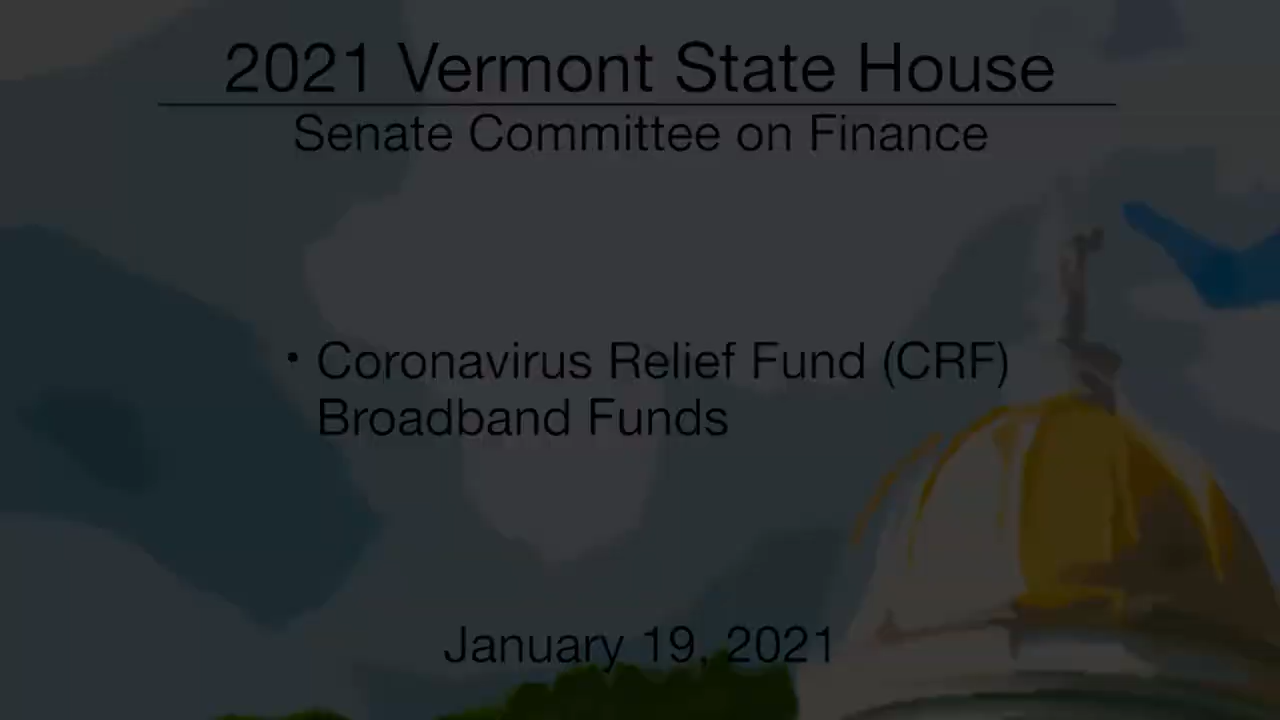 2021 Vermont State House
Senate Committee on Finance
• Coronavirus Relief Fund (CRF)
Broadband Funds
January 19, 2021